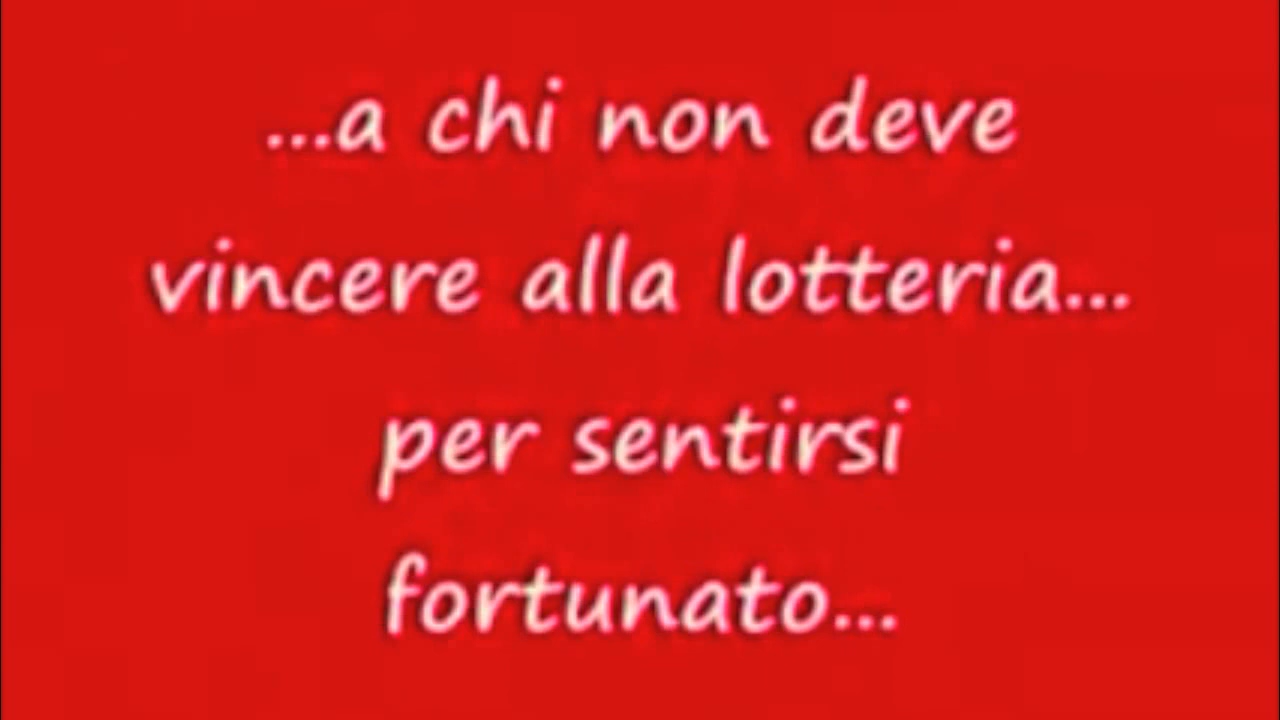 ...a chi non deve
vincere alla lotteria...
per sentirsi
fortunato...